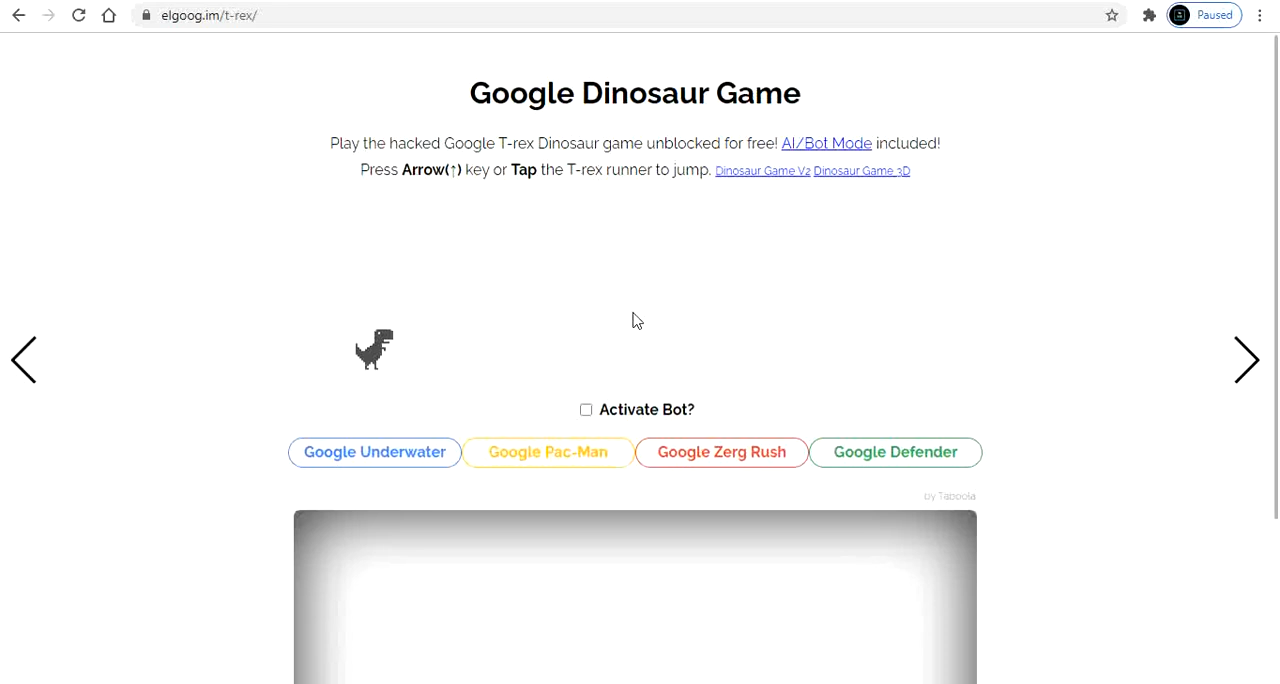 elgoog.im/t-rex/
Paused
Google Dinosaur Game
Play the hacked Google T-rex Dinosaur game unblocked for free! AI/Bot Mode included!
Press Arrow(↑) key or Tap the T-rex runner to jump. Dinosaur Game V2 Dinosaur Game 3D
Activate Bot?
Google Underwater
Google Pac-Man
Google Zerg Rush
Google Defender
by Taboola